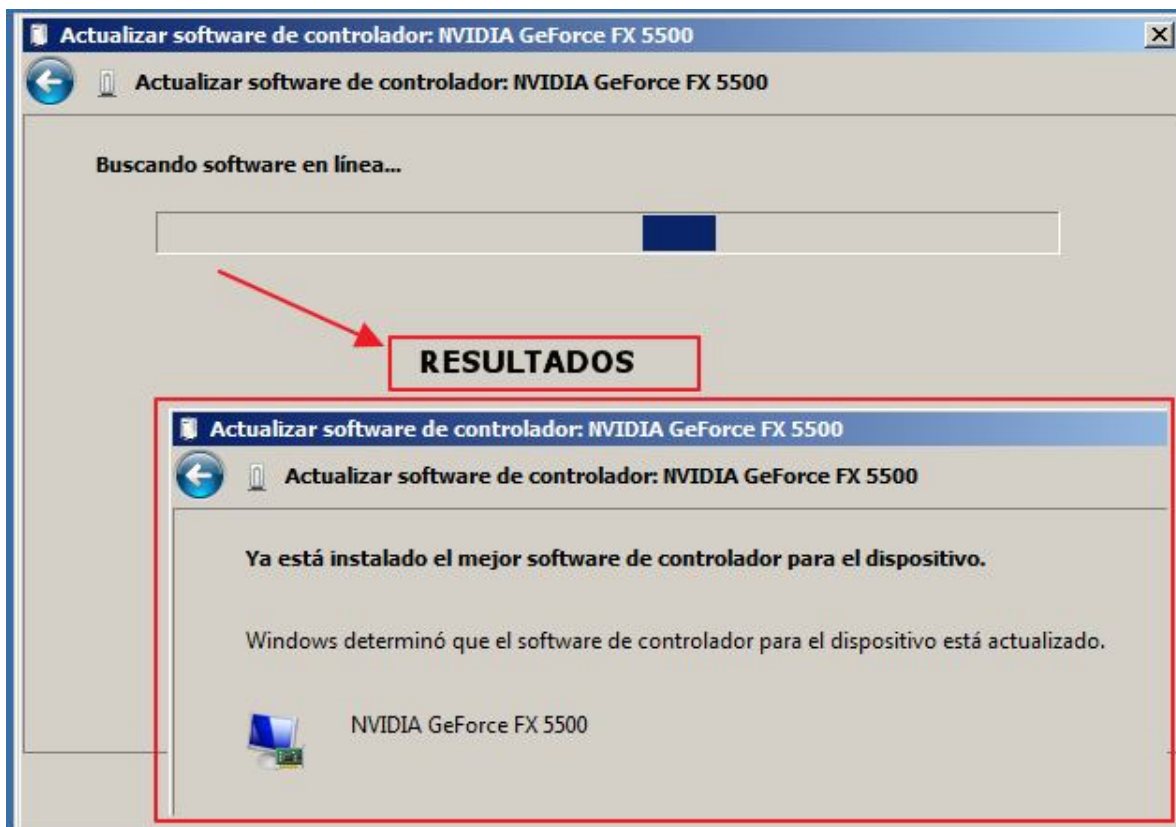 Actualizar software de controlador: NVIDIA GeForce FX 5500
Actualizar software de controlador: NVIDIA GeForce FX 5500
Buscando software en línea...
RESULTADOS
Actualizar software de controlador: NVIDIA GeForce FX 5500
Actualizar software de controlador: NVIDIA GeForce FX 5500
Ya está instalado el mejor software de controlador para el dispositivo.
Windows determinó que el software de controlador para el dispositivo está actualizado.
NVIDIA GeForce FX 5500